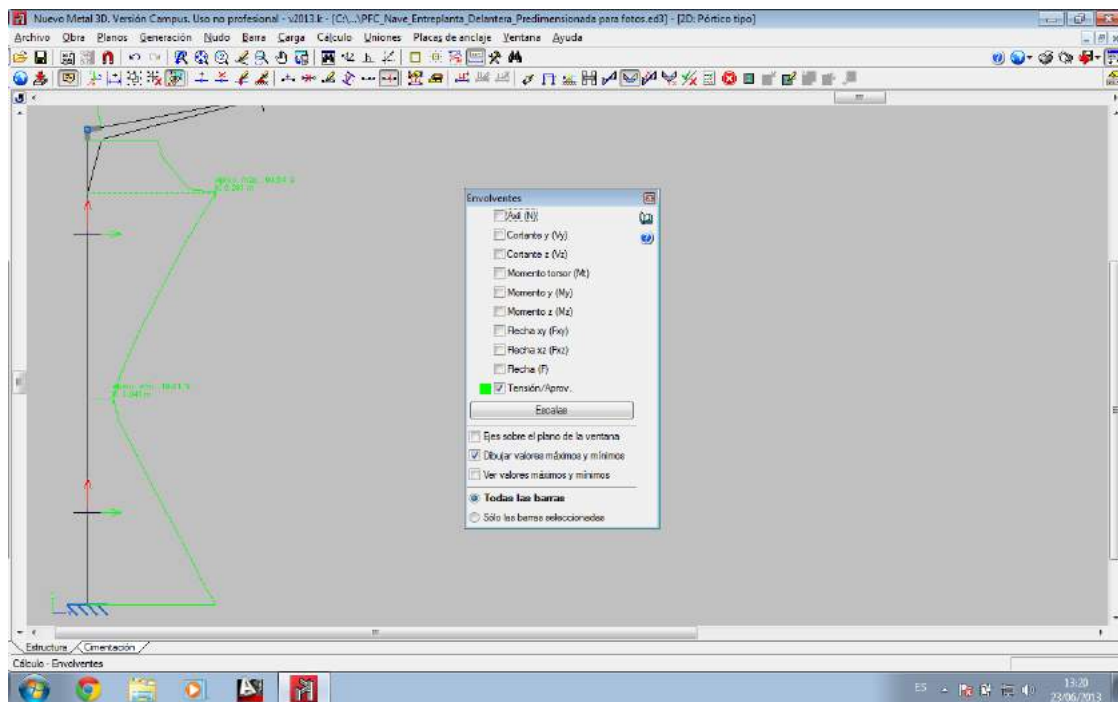 Nuevo Metal 3D. Versión Campus. Uso no profesional - v2013.k - [C:\...\PFC_Nave_Entreplanta_Delantera_Predimensionada para fotos.ed3] - [2D: Pórtico tipo]
Archivo Obra Planos Generación Nudo Barra Carga Cálculo Uniones Placas de anclaje Ventana Ayuda
Envolventes
Axil (N)
Cortante y (Vy)
Cortante z (Vz)
Momento torsor (Mt)
Momento y (My)
Momento z (Mz)
Flecha xy (Fxy)
Flecha xz (Fxz)
Flecha (F)
Tensión/Aprov.
Escalas
Ejes sobre el plano de la ventana
Dibujar valores máximos y mínimos
Ver valores máximos y mínimos
Todas las barras
Sólo las barras seleccionadas
Estructura Cimentación
Cálculo - Envolventes
ES
13:20
23/06/2013